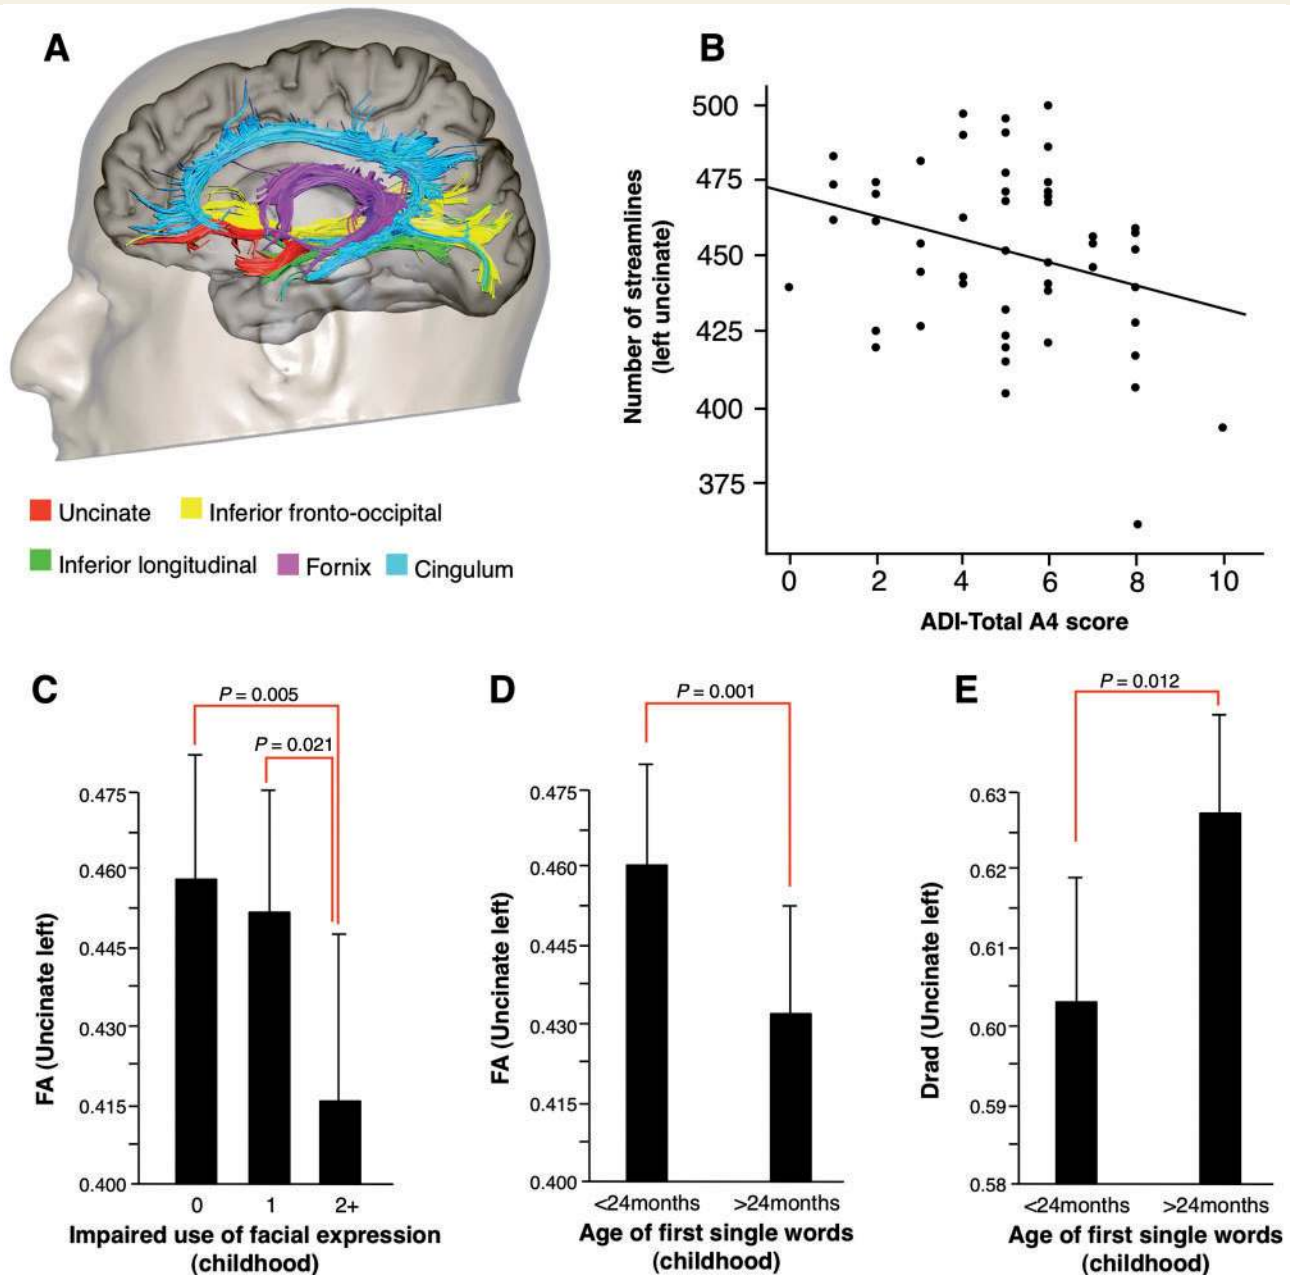 A
Uncinate
Inferior fronto-occipital
Inferior longitudinal
Fornix
Cingulum
B
Number of streamlines
(left uncinate)
500
475
450
425
400
375
0 2 4 6 8 10
ADI-Total A4 score
C
P = 0.005
P = 0.021
FA (Uncinate left)
0.475
0.460
0.445
0.430
0.415
0.400
0 1 2+
Impaired use of facial expression
(childhood)
D
P = 0.001
FA (Uncinate left)
0.475
0.460
0.445
0.430
0.415
0.400
<24months >24months
Age of first single words
(childhood)
E
P = 0.012
Drad (Uncinate left)
0.63
0.62
0.61
0.60
0.59
0.58
<24months >24months
Age of first single words
(childhood)